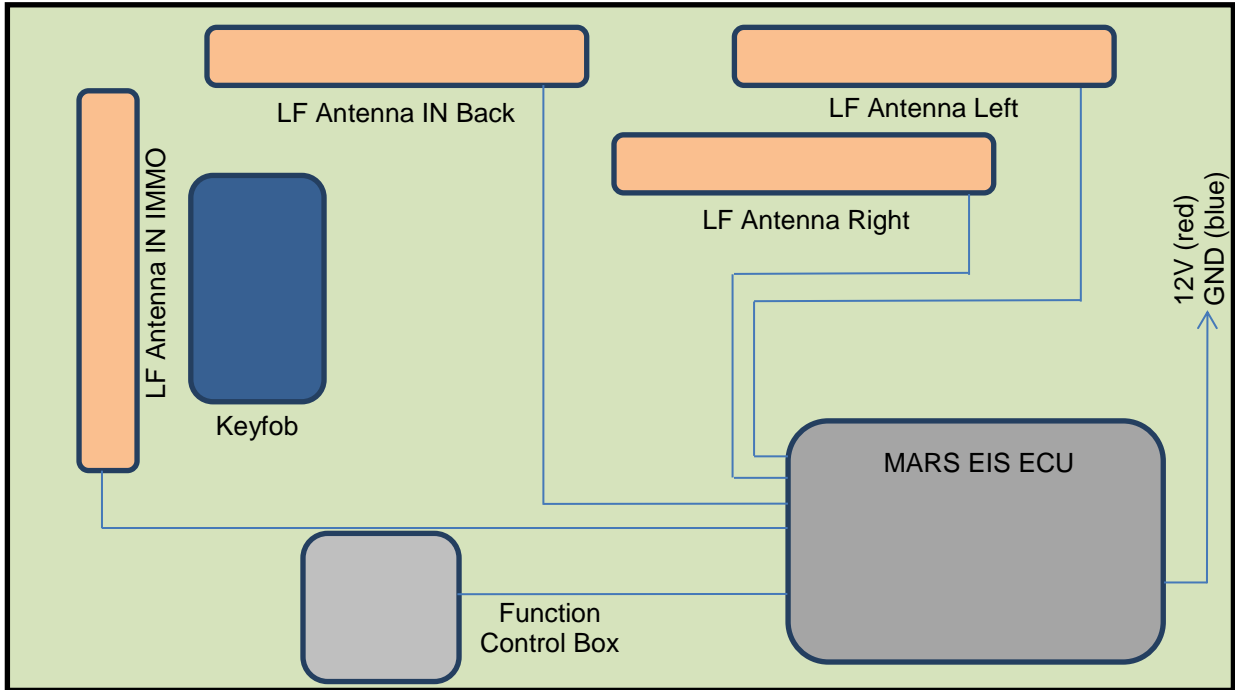 LF Antenna IN Back
LF Antenna Left
LF Antenna Right
LF Antenna IN IMMO
Keyfob
12V (red)
GND (blue)
MARS EIS ECU
Function
Control Box